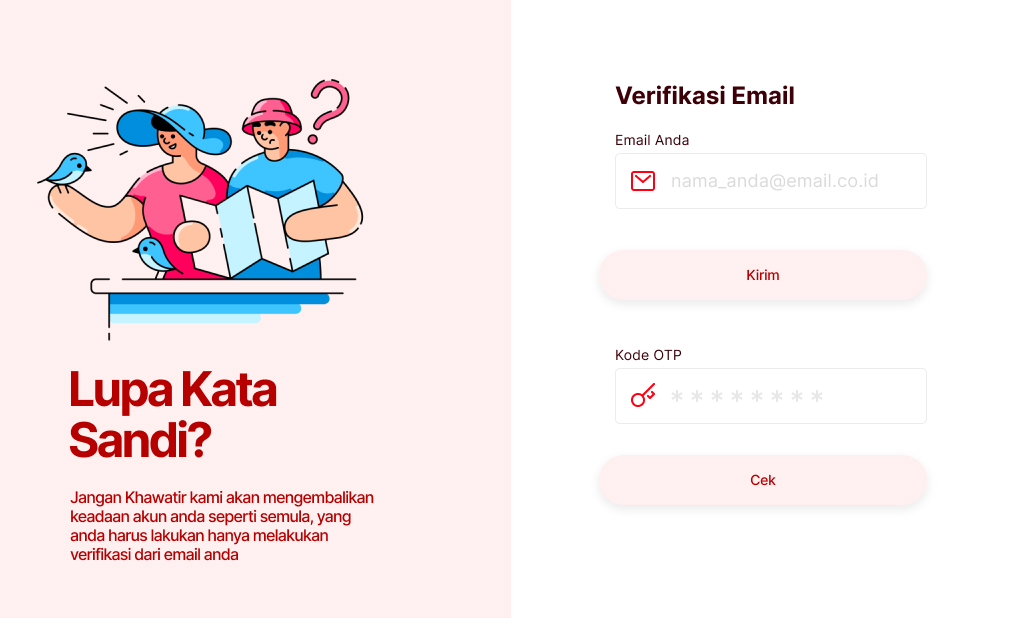 Lupa Kata
Sandi?
Jangan Khawatir kami akan mengembalikan
keadaan akun anda seperti semula, yang
anda harus lakukan hanya melakukan
verifikasi dari email anda
Verifikasi Email
Email Anda
nama_anda@email.co.id
Kirim
Kode OTP
* * * * * * * *
Cek